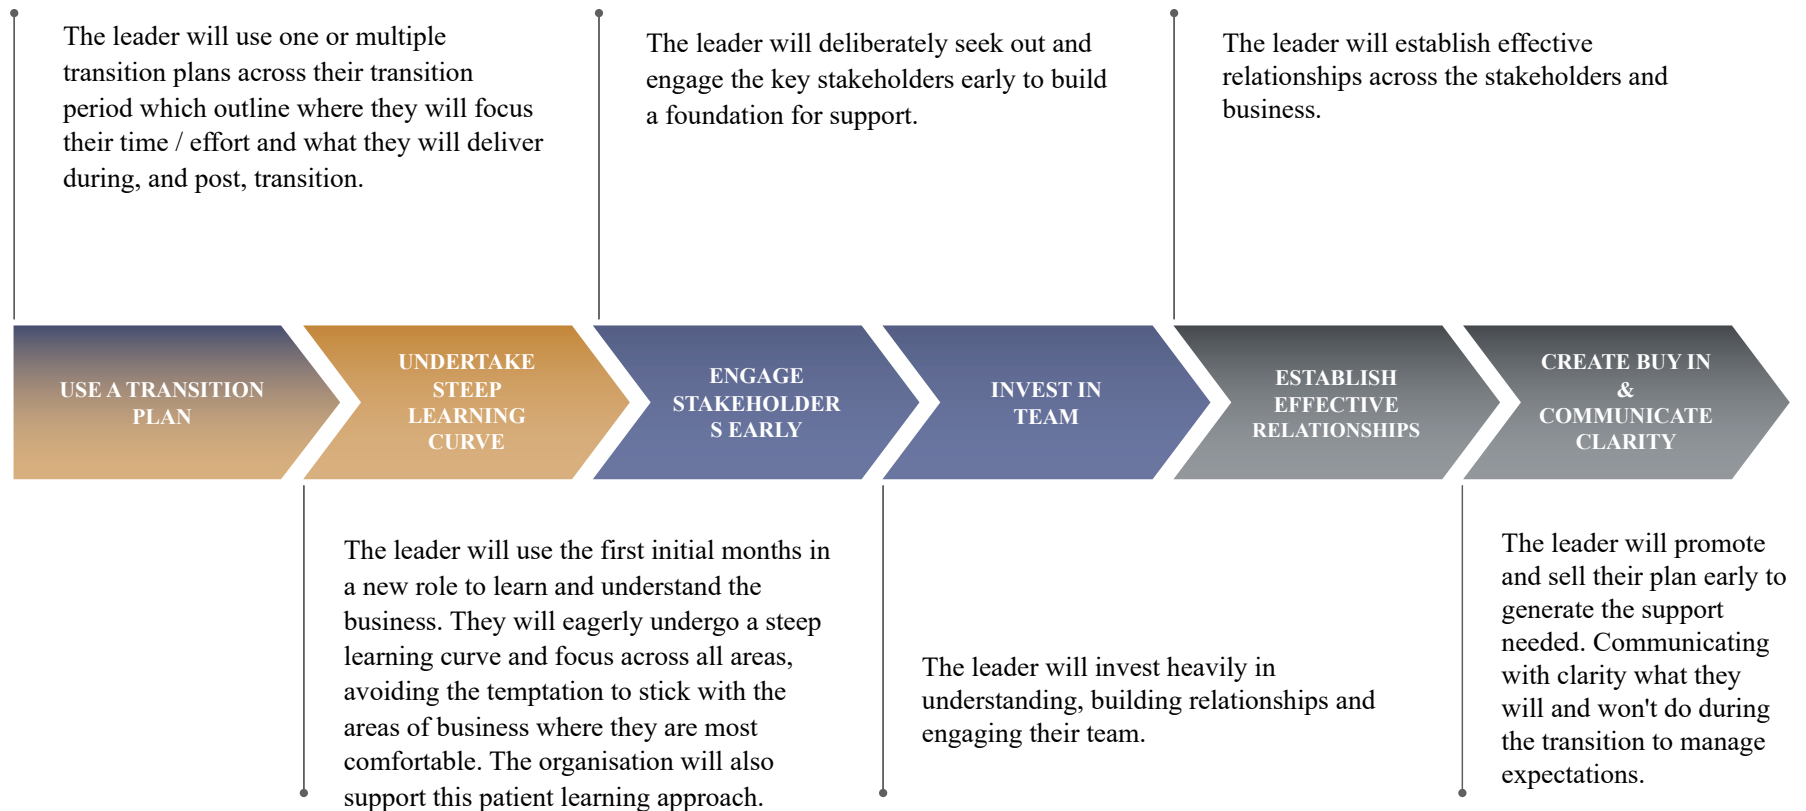 The leader will use one or multiple
transition plans across their transition
period which outline where they will focus
their time / effort and what they will deliver
during, and post, transition.
The leader will deliberately seek out and
engage the key stakeholders early to build
a foundation for support.
The leader will establish effective
relationships across the stakeholders and
business.
USE A TRANSITION
PLAN
UNDERTAKE
STEEP
LEARNING
CURVE
ENGAGE
STAKEHOLDER
S EARLY
INVEST IN
TEAM
ESTABLISH
EFFECTIVE
RELATIONSHIPS
CREATE BUY IN
&
COMMUNICATE
CLARITY
The leader will use the first initial months in
a new role to learn and understand the
business. They will eagerly undergo a steep
learning curve and focus across all areas,
avoiding the temptation to stick with the
areas of business where they are most
comfortable. The organisation will also
support this patient learning approach.
The leader will invest heavily in
understanding, building relationships and
engaging their team.
The leader will promote
and sell their plan early to
generate the support
needed. Communicating
with clarity what they
will and won't do during
the transition to manage
expectations.